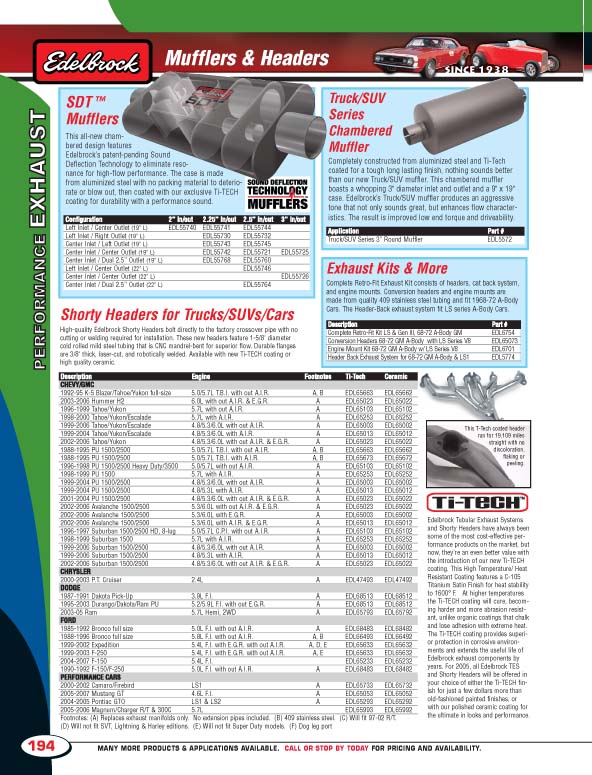 Edelbrock
Mufflers & Headers
SINCE 1938
PERFORMANCE EXHAUST
SDT™
Mufflers
This all-new cham-
bered design features
Edelbrock's patent-pending Sound
Deflection Technology to eliminate reso-
nance for high-flow performance. The case is made
from aluminized steel with no packing material to deterio-
rate or blow out, then coated with our exclusive Ti-TECH
coating for durability with a performance sound.
SOUND DEFLECTION
TECHNOLOGY
MUFFLERS
Configuration 2" In/out 2.25" In/out 2.5" In/out 3" In/out
Left Inlet / Center Outlet (19" L) EDL55740 EDL55741 EDL55744
Left Inlet / Right Outlet (19" L) EDL55730 EDL55732
Center Inlet / Left Outlet (19" L) EDL55743 EDL55745
Center Inlet / Center Outlet (19" L) EDL55742 EDL55721 EDL55725
Center Inlet / Dual 2.5" Outlet (19" L) EDL55768 EDL55760
Left Inlet / Center Outlet (22" L) EDL55746
Center Inlet / Center Outlet (22" L) EDL55726
Center Inlet / Dual 2.5" Outlet (22" L) EDL55764
Truck/SUV
Series
Chambered
Muffler
Completely constructed from aluminized steel and Ti-Tech
coated for a tough long lasting finish, nothing sounds better
than our new Truck/SUV muffler. This chambered muffler
boasts a whopping 3" diameter inlet and outlet and a 9" x 19"
case. Edelbrock's Truck/SUV muffler produces an aggressive
tone that not only sounds great, but enhances flow character-
istics. The result is improved low end torque and driveability.
Application Part #
Truck/SUV Series 3" Round Muffler EDL5572
Exhaust Kits & More
Complete Retro-Fit Exhaust Kit consists of headers, cat back system,
and engine mounts. Conversion headers and engine mounts are
made from quality 409 stainless steel tubing and fit 1968-72 A-Body
Cars. The Header-Back exhaust system fit LS series A-Body Cars.
Description Part #
Complete Retro-Fit Kit LS & Gen III, 68-72 A-Body GM EDL6754
Conversion Headers 68-72 GM A-Body with LS Series V8 EDL65073
Engine Mount Kit 68-72 GM A-Body w/ LS Series V8 EDL6701
Header Back Exhaust System for 68-72 GM A-Body & LS1 EDL5774
Shorty Headers for Trucks/SUVs/Cars
High-quality Edelbrock Shorty Headers bolt directly to the factory crossover pipe with no
cutting or welding required for installation. These new headers feature 1-5/8" diameter
cold rolled mild steel tubing that is CNC mandrel-bent for superior flow. Durable flanges
are 3/8" thick, laser-cut, and robotically welded. Available with new Ti-TECH coating or
high quality ceramic.
Description Engine Footnotes Ti-Tech Ceramic
CHEVY/GMC
1992-95 K-5 Blazer/Tahoe/Yukon full-size 5.0/5.7L T.B.I. with out A.I.R. A, B EDL65663 EDL65662
2003-2006 Hummer H2 6.0L with out A.I.R. & E.G.R. A EDL65023 EDL65022
1996-1999 Tahoe/Yukon 5.7L with out A.I.R. A EDL65103 EDL65102
1998-2000 Tahoe/Yukon/Escalade 5.7L with A.I.R. A EDL65253 EDL65252
1999-2006 Tahoe/Yukon/Escalade 4.8/5.3/6.0L with out A.I.R. A EDL65003 EDL65002
1999-2004 Tahoe/Yukon/Escalade 4.8/5.3/6.0L with A.I.R. A EDL65013 EDL65012
2002-2006 Tahoe/Yukon 4.8/5.3/6.0L with out A.I.R. & E.G.R. A EDL65023 EDL65022
1988-1995 PU 1500/2500 5.0/5.7L T.B.I. with out A.I.R. A, B EDL65663 EDL65662
1988-1995 PU 1500/2500 5.0/5.7L T.B.I. with A.I.R. A, B EDL65673 EDL65672
1996-1998 PU 1500/2500 Heavy Duty/3500 5.0/5.7L with out A.I.R. A EDL65103 EDL65102
1998-1999 PU 1500 5.7L with A.I.R. A EDL65253 EDL65252
1999-2004 PU 1500/2500 4.8/5.3/6.0L with out A.I.R. A EDL65003 EDL65002
1999-2004 PU 1500/2500 4.8/5.3L with A.I.R. A EDL65013 EDL65012
2001-2004 PU 1500/2500 4.8/5.3/6.0L with out A.I.R. & E.G.R. A EDL65023 EDL65022
2002-2006 Avalanche 1500/2500 5.3/6.0L with out A.I.R. & E.G.R. A EDL65023 EDL65022
2002-2006 Avalanche 1500/2500 5.3/6.0L with E.G.R. A EDL65003 EDL65002
2002-2006 Avalanche 1500/2500 5.3/6.0L with A.I.R. & E.G.R. A EDL65013 EDL65012
1996-1997 Suburban 1500/2500 HD, 8-lug 5.0/5.7L C.P.I. with out A.I.R. A EDL65103 EDL65102
1998-1999 Suburban 1500 5.7L with A.I.R. A EDL65253 EDL65252
1999-2006 Suburban 1500/2500 4.8/5.3/6.0L with out A.I.R. A EDL65003 EDL65002
1999-2006 Suburban 1500/2500 4.8/5.3L with A.I.R. A EDL65013 EDL65012
2002-2006 Suburban 1500/2500 4.8/5.3/6.0L with out A.I.R. & E.G.R. A EDL65023 EDL65022
CHRYSLER
2000-2003 P.T. Cruiser 2.4L A EDL47493 EDL47492
DODGE
1987-1991 Dakota Pick-Up 3.9L F.I. A EDL68513 EDL68512
1995-2003 Durango/Dakota/Ram PU 5.2/5.9L F.I. with out E.G.R. A EDL68513 EDL68512
2003-05 Ram 5.7L Hemi, 2WD A EDL65793 EDL65792
FORD
1985-1992 Bronco full size 5.0L F.I. with out A.I.R. A EDL68483 EDL68482
1988-1996 Bronco full size 5.8L F.I. with out A.I.R. A, B EDL66493 EDL66492
1999-2002 Expedition 5.4L F.I. with E.G.R. with out A.I.R. A, D, E EDL65633 EDL65632
1999-2003 F-250 5.4L F.I. with E.G.R. with out A.I.R. A, E EDL65633 EDL65632
2004-2007 F-150 5.4L F.I. EDL65233 EDL65232
1990-1992 F-150/F-250 5.0L F.I. with out A.I.R. A EDL68483 EDL68482
PERFORMANCE CARS
2000-2002 Camaro/Firebird LS1 A EDL65733 EDL65732
2005-2007 Mustang GT 4.6L F.I. A EDL65053 EDL65052
2004-2005 Pontiac GTO LS1 & LS2 A EDL65293 EDL65292
2005-2006 Magnum/Charger R/T & 300C 5.7L EDL65993 EDL65992
Footnotes: (A) Replaces exhaust manifolds only. No extension pipes included. (B) 409 stainless steel. (C) Will fit 97-02 R/T.
(D) Will not fit SVT, Lightning & Harley editions. (E) Will not fit Super Duty models. (F) Dog leg port
This T-Tech coated header
ran for 19,109 miles
straight with no
discoloration,
flaking or
peeling.
Ti-TECH
Edelbrock Tubular Exhaust Systems
and Shorty Headers have always been
some of the most cost-effective per-
formance products on the market, but
now, they're an even better value with
the introduction of our new Ti-TECH
coating. This High Temperature/ Heat
Resistant Coating features a C-105
Titanium Satin Finish for heat stability
to 1600° F. At higher temperatures
the Ti-TECH coating will cure, becom-
ing harder and more abrasion resist-
ant, unlike organic coatings that chalk
and lose adhesion with extreme heat.
The Ti-TECH coating provides superi-
or protection in corrosive environ-
ments and extends the useful life of
Edelbrock exhaust components by
years. For 2005, all Edelbrock TES
and Shorty Headers will be offered in
your choice of either the Ti-TECH fin-
ish for just a few dollars more than
old-fashioned painted finishes, or
with our polished ceramic coating for
the ultimate in looks and performance.
194
MANY MORE PRODUCTS & APPLICATIONS AVAILABLE. CALL OR STOP BY TODAY FOR PRICING AND AVAILABILITY.